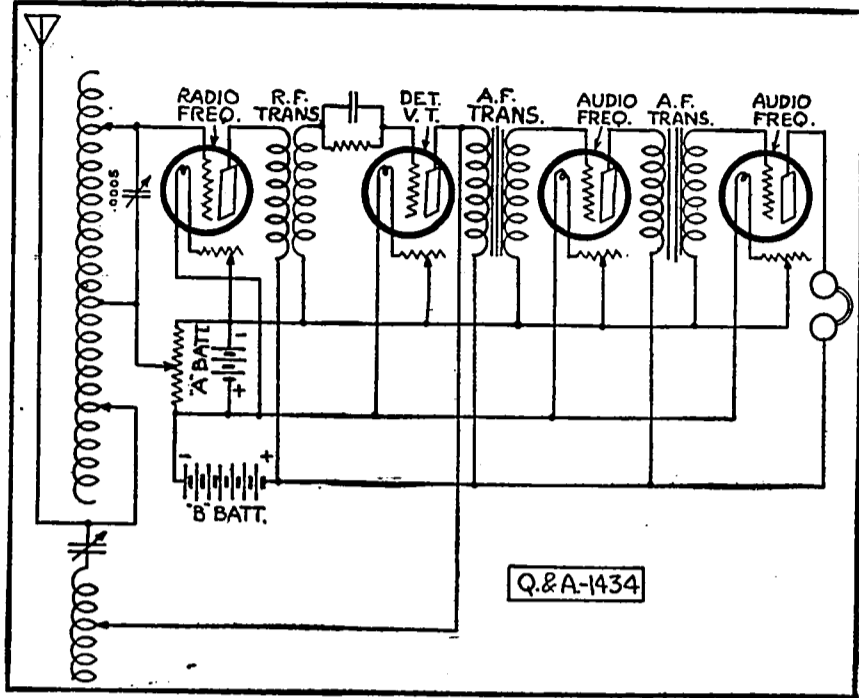 RADIO
FREQ.
R.F.
TRANS.
DET.
V.T.
A.F.
TRANS.
AUDIO
FREQ.
A.F.
TRANS.
AUDIO
FREQ.
.0005
"A" BATT.
-
+
- +
"B" BATT.
Q.&A-1434